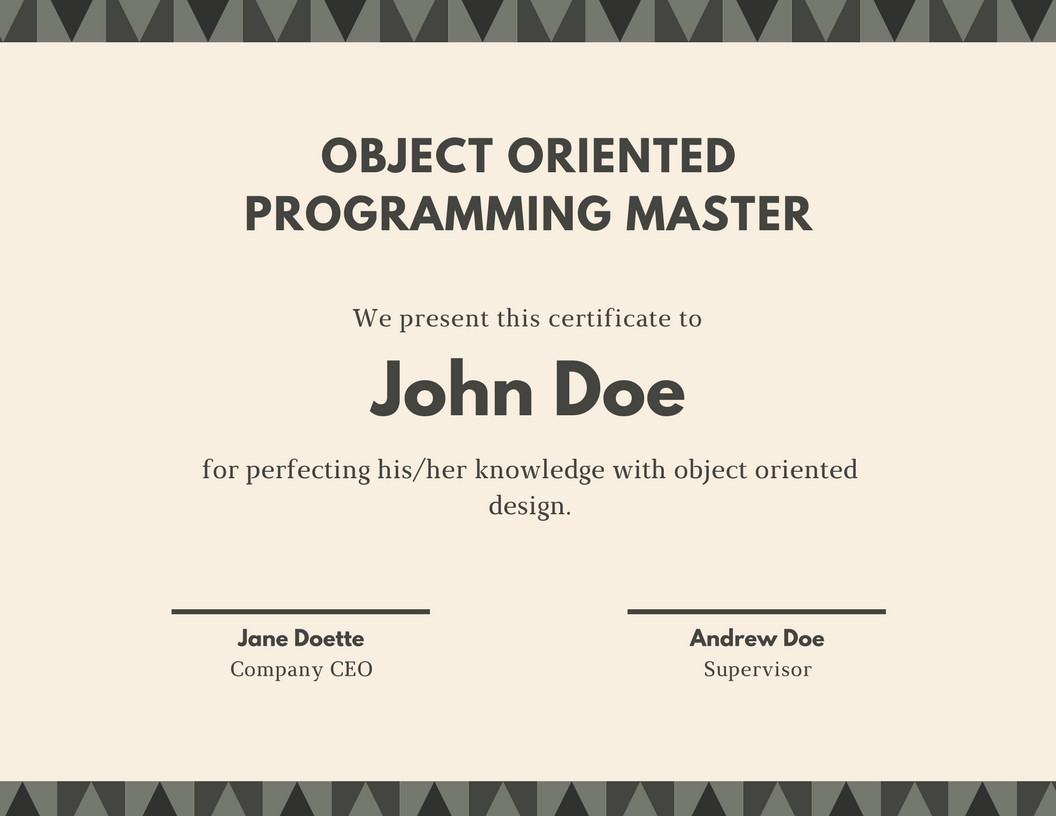 OBJECT ORIENTED
PROGRAMMING MASTER
We present this certificate to
John Doe
for perfecting his/her knowledge with object oriented
design.
Jane Doette
Company CEO
Andrew Doe
Supervisor